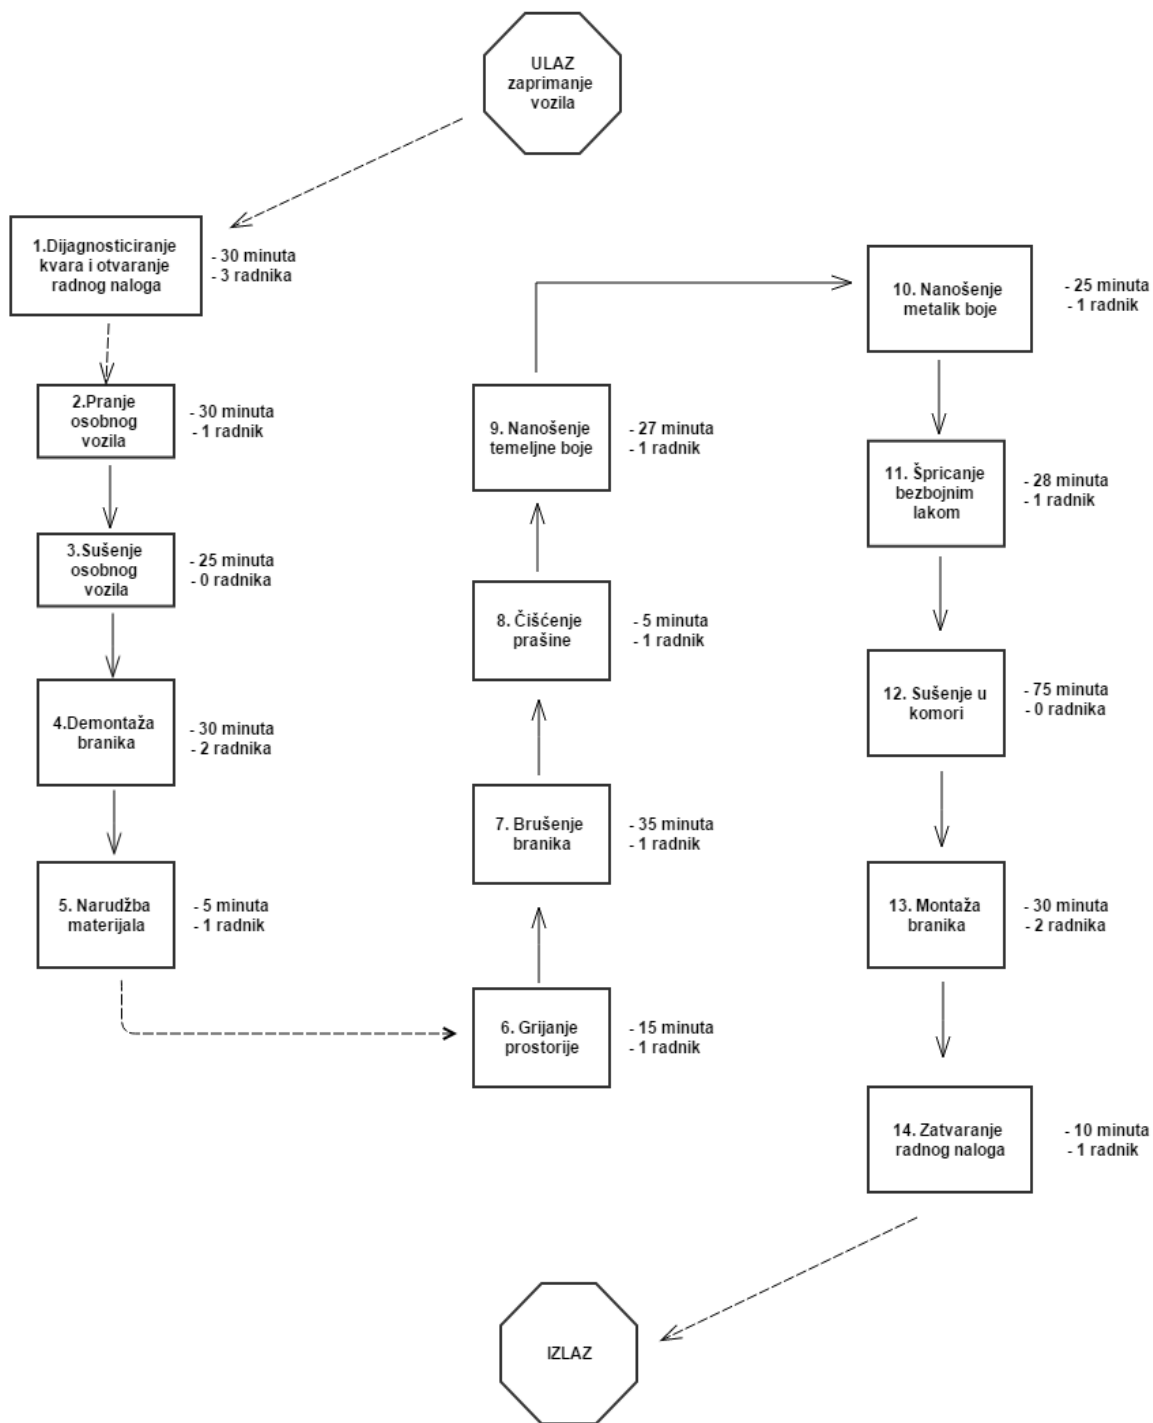 ULAZ
zaprimanje
vozila
1.Dijagnosticiranje
kvara i otvaranje
radnog naloga
- 30 minuta
- 3 radnika
2.Pranje
osobnog
vozila
- 30 minuta
- 1 radnik
3.Sušenje
osobnog
vozila
- 25 minuta
- 0 radnika
4.Demontaža
branika
- 30 minuta
- 2 radnika
5. Narudžba
materijala
- 5 minuta
- 1 radnik
6. Grijanje
prostorije
- 15 minuta
- 1 radnik
7. Brušenje
branika
- 35 minuta
- 1 radnik
8. Čišćenje
prašine
- 5 minuta
- 1 radnik
9. Nanošenje
temeljne boje
- 27 minuta
- 1 radnik
10. Nanošenje
metalik boje
- 25 minuta
- 1 radnik
11. Špricanje
bezbojnim
lakom
- 28 minuta
- 1 radnik
12. Sušenje u
komori
- 75 minuta
- 0 radnika
13. Montaža
branika
- 30 minuta
- 2 radnika
14. Zatvaranje
radnog naloga
- 10 minuta
- 1 radnik
IZLAZ